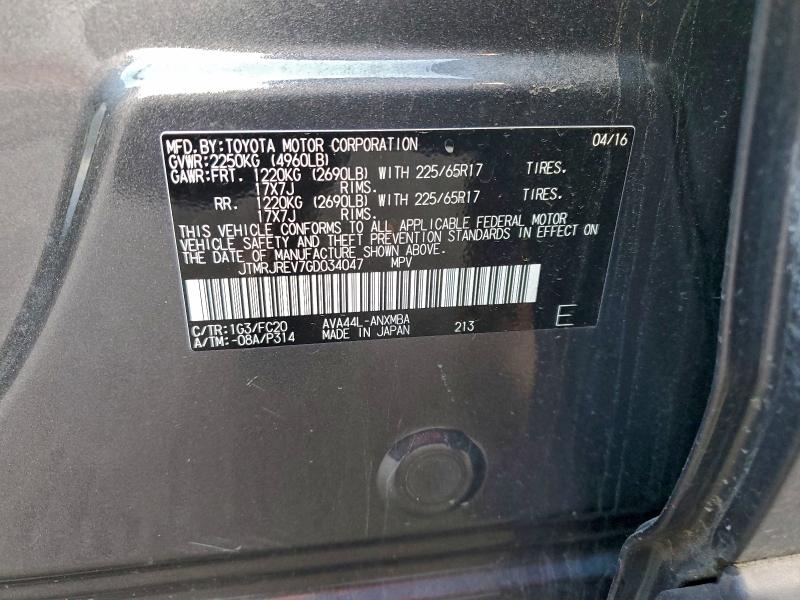 MFD.BY:TOYOTA MOTOR CORPORATION 04/16
GVWR:2250KG (4960LB)
GAWR:FRT. 1220KG (2690LB) WITH 225/65R17 TIRES.
17X7J RIMS.
RR. 1220KG (2690LB) WITH 225/65R17 TIRES.
17X7J RIMS.
THIS VEHICLE CONFORMS TO ALL APPLICABLE FEDERAL MOTOR
VEHICLE SAFETY AND THEFT PREVENTION STANDARDS IN EFFECT ON
THE DATE OF MANUFACTURE SHOWN ABOVE.
JTMRJREV7GD034047 MPV
C/TR:1G3/FC20 AVA44L-ANXMBA 213 E
A/TM:-08A/P314 MADE IN JAPAN